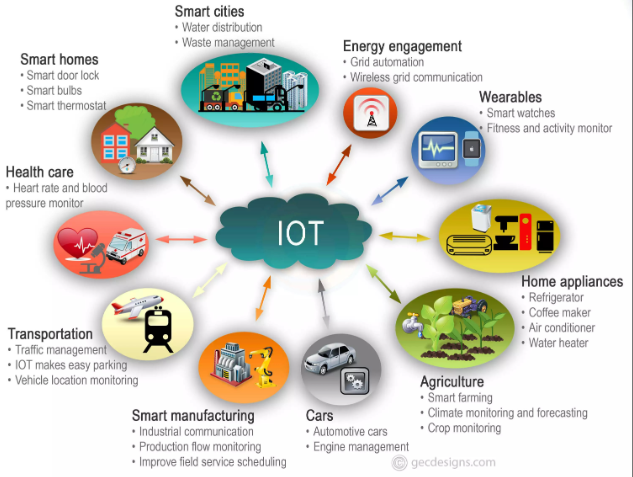 Smart cities
• Water distribution
• Waste management
Energy engagement
• Grid automation
• Wireless grid communication
Smart homes
• Smart door lock
• Smart bulbs
• Smart thermostat
Wearables
• Smart watches
• Fitness and activity monitor
Health care
• Heart rate and blood
pressure monitor
IOT
Home appliances
• Refrigerator
• Coffee maker
• Air conditioner
• Water heater
Transportation
• Traffic management
• IOT makes easy parking
• Vehicle location monitoring
Agriculture
• Smart farming
• Climate monitoring and forecasting
• Crop monitoring
Smart manufacturing
• Industrial communication
• Production flow monitoring
• Improve field service scheduling
Cars
• Automotive cars
• Engine management
© gecdesigns.com